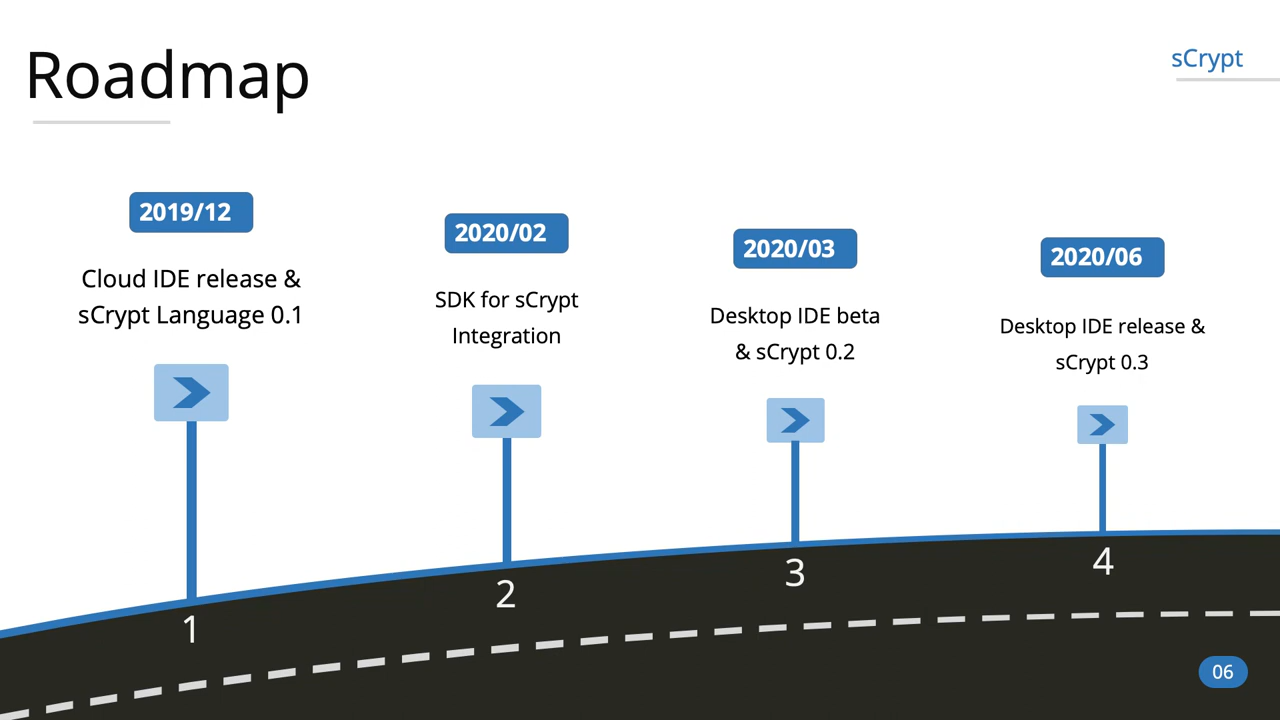 Roadmap
sCrypt
2019/12
Cloud IDE release &
sCrypt Language 0.1
2020/02
SDK for sCrypt
Integration
2020/03
Desktop IDE beta
& sCrypt 0.2
2020/06
Desktop IDE release &
sCrypt 0.3
1
2
3
4
06